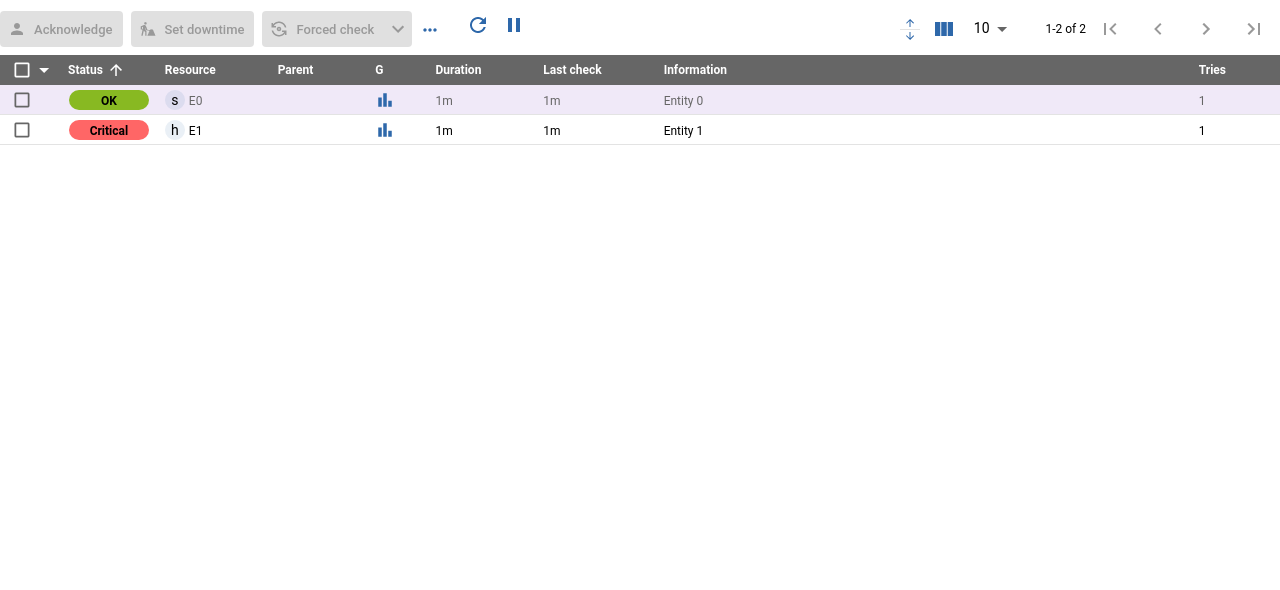 Acknowledge Set downtime Forced check 10 1-2 of 2
Status Resource Parent G Duration Last check Information Tries
OK s E0 1m 1m Entity 0 1
Critical h E1 1m 1m Entity 1 1